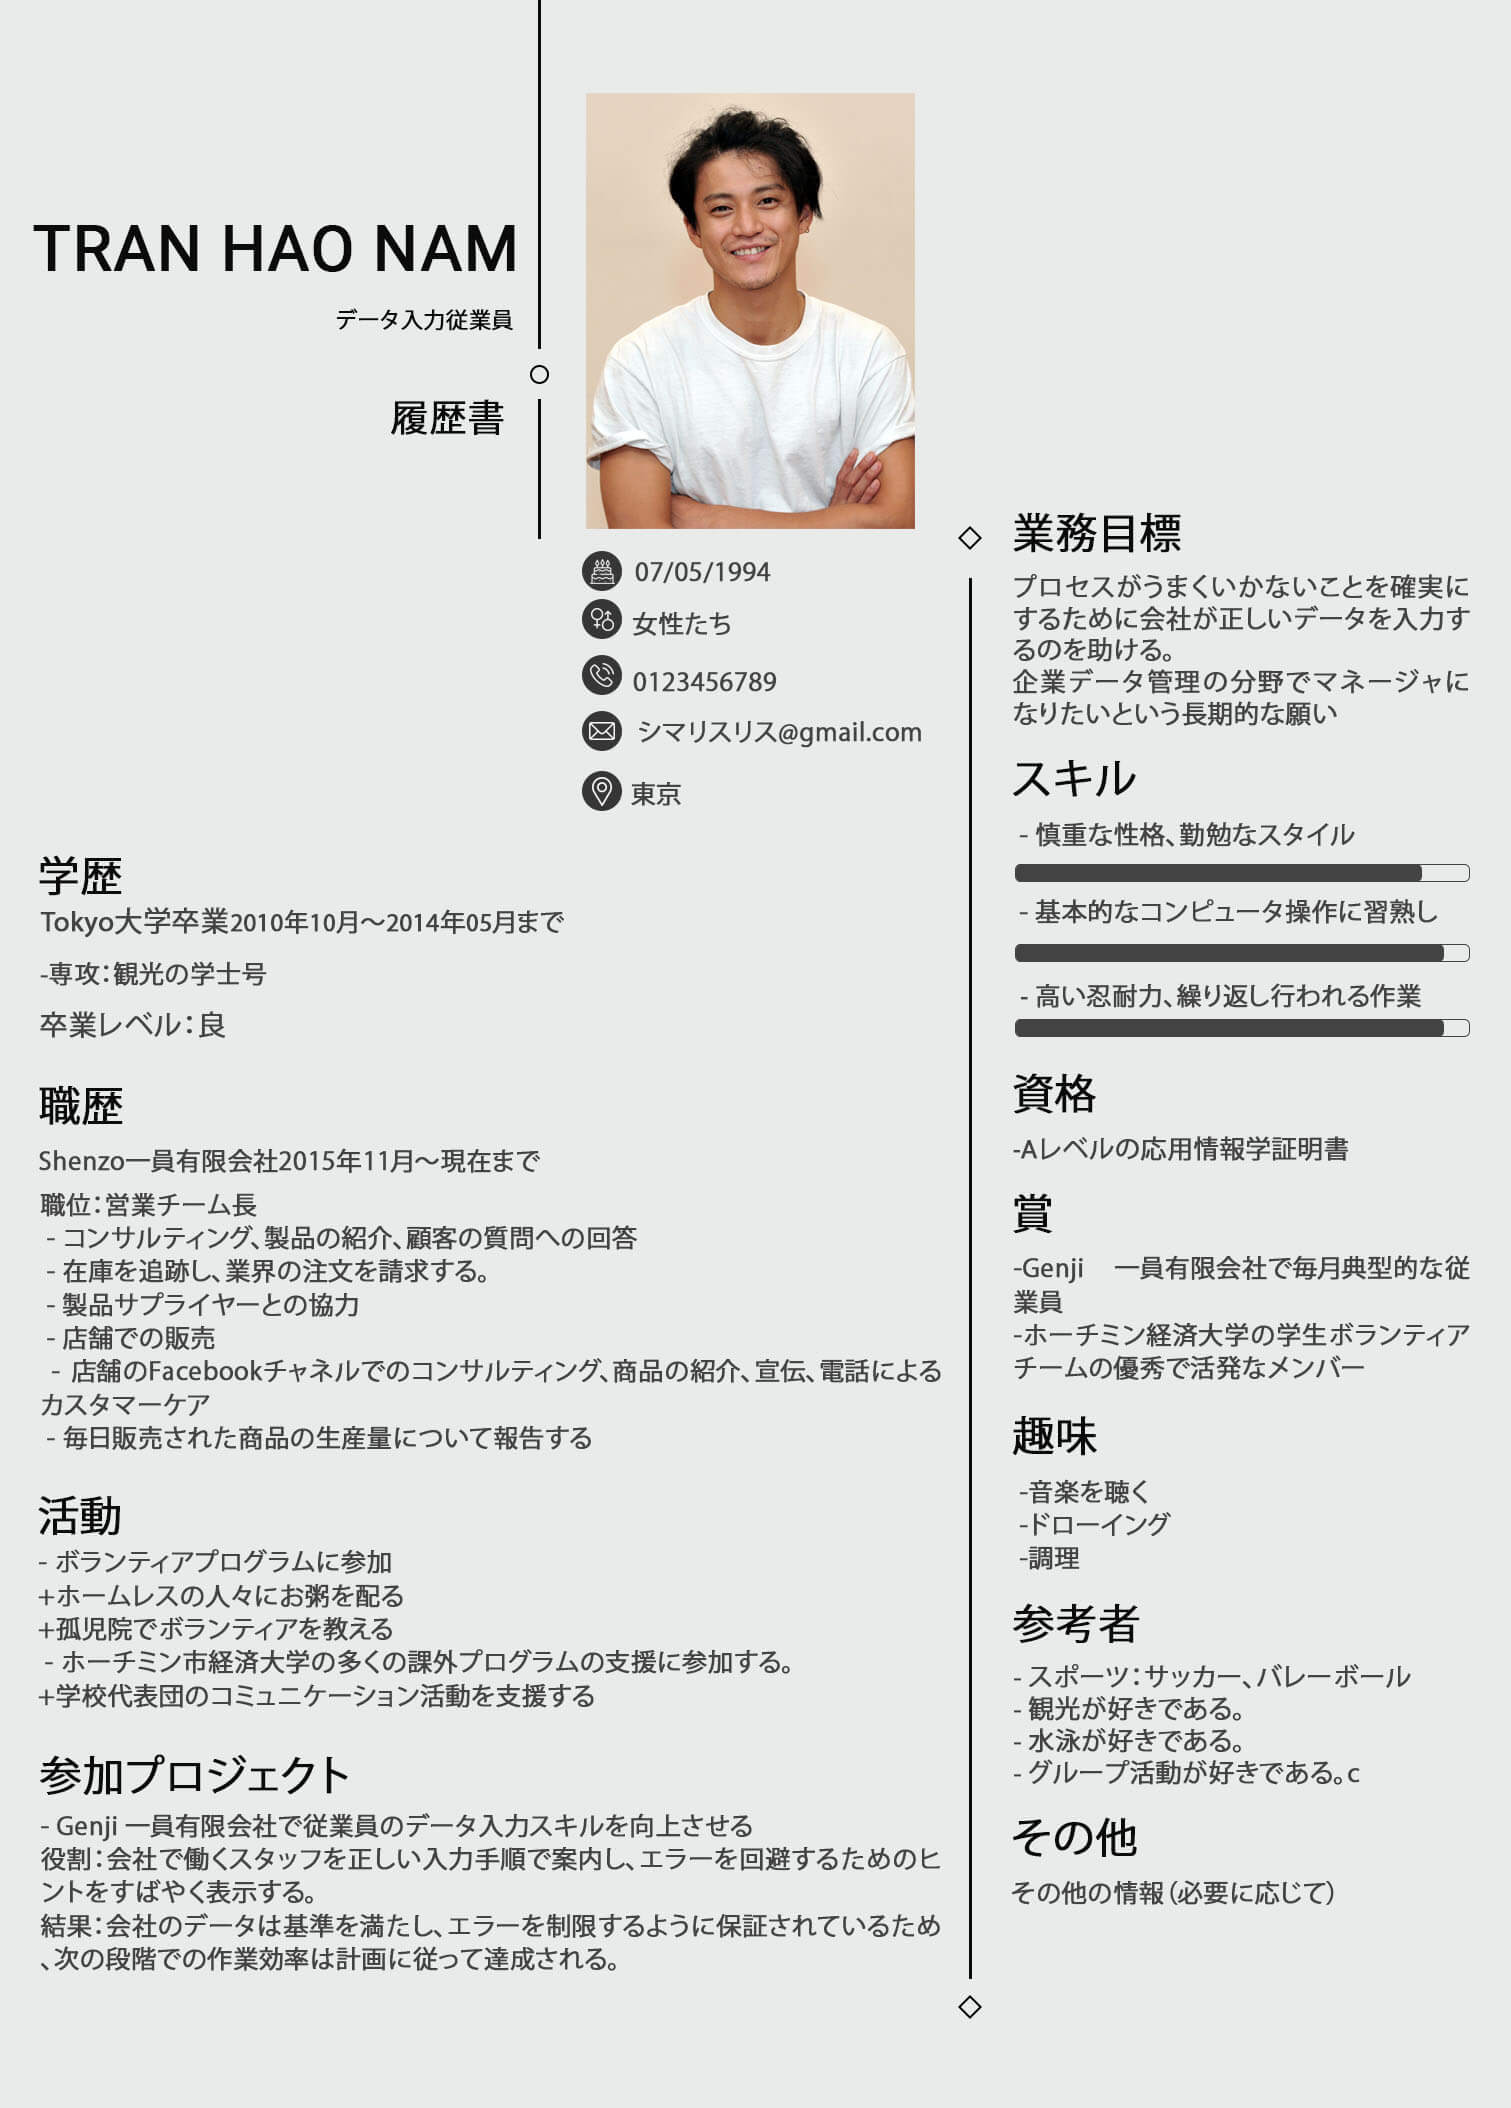 TRAN HAO NAM
データ入力従業員
履歴書
07/05/1994
女性たち
0123456789
シマリスリス@gmail.com
東京
学歴
Tokyo大学卒業2010年10月～2014年05月まで
-専攻：観光の学士号
卒業レベル：良
職歴
Shenzo一員有限会社2015年11月～現在まで
職位：営業チーム長
- コンサルティング、製品の紹介、顧客の質問への回答
- 在庫を追跡し、業界の注文を請求する。
- 製品サプライヤーとの協力
- 店舗での販売
- 店舗のFacebookチャネルでのコンサルティング、商品の紹介、宣伝、電話による
カスタマーケア
- 毎日販売された商品の生産量について報告する
活動
- ボランティアプログラムに参加
+ホームレスの人々にお粥を配る
+孤児院でボランティアを教える
- ホーチミン市経済大学の多くの課外プログラムの支援に参加する。
+学校代表団のコミュニケーション活動を支援する
参加プロジェクト
- Genji 一員有限会社で従業員のデータ入力スキルを向上させる
役割：会社で働くスタッフを正しい入力手順で案内し、エラーを回避するためのヒ
ントをすばやく表示する。
結果：会社のデータは基準を満たし、エラーを制限するように保証されているため
、次の段階での作業効率は計画に従って達成される。
業務目標
プロセスがうまくいかないことを確実に
するために会社が正しいデータを入力す
るのを助ける。
企業データ管理の分野でマネージャに
なりたいという長期的な願い
スキル
- 慎重な性格、勤勉なスタイル
- 基本的なコンピュータ操作に習熟し
- 高い忍耐力、繰り返し行われる作業
資格
-Aレベルの応用情報学証明書
賞
-Genji 一員有限会社で毎月典型的な従
業員
-ホーチミン経済大学の学生ボランティア
チームの優秀で活発なメンバー
趣味
-音楽を聴く
-ドローイング
-調理
参考者
- スポーツ：サッカー、バレーボール
- 観光が好きである。
- 水泳が好きである。
- グループ活動が好きである。c
その他
その他の情報（必要に応じて）